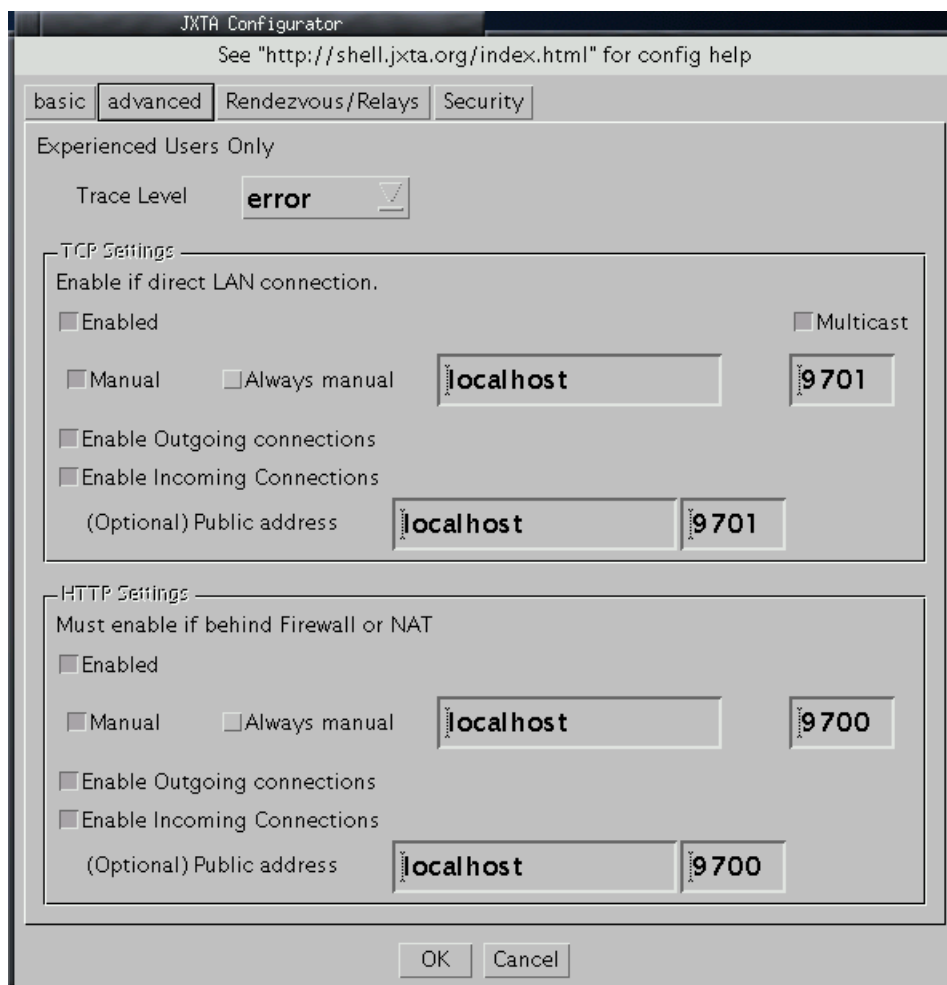 JXTA Configurator
See "http://shell.jxta.org/index.html" for config help
basic advanced Rendezvous/Relays Security
Experienced Users Only
Trace Level error
TCP Settings
Enable if direct LAN connection.
Enabled Multicast
Manual Always manual localhost 9701
Enable Outgoing connections
Enable Incoming Connections
(Optional) Public address localhost 9701
HTTP Settings
Must enable if behind Firewall or NAT
Enabled
Manual Always manual localhost 9700
Enable Outgoing connections
Enable Incoming Connections
(Optional) Public address localhost 9700
OK Cancel